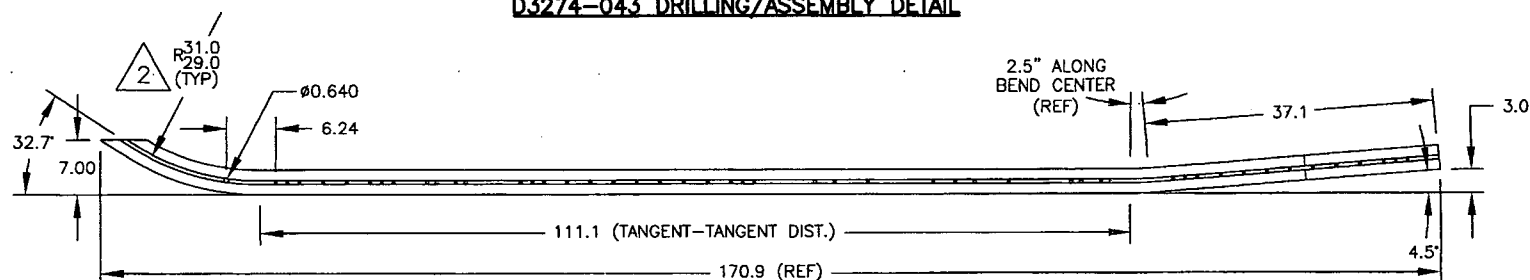 D3274-043 DRILLING/ASSEMBLY DETAIL
2
R31.0
29.0
(TYP)
ø0.640
6.24
32.7°
7.00
2.5" ALONG
BEND CENTER
(REF)
37.1
3.0
111.1 (TANGENT-TANGENT DIST.)
4.5°
170.9 (REF)